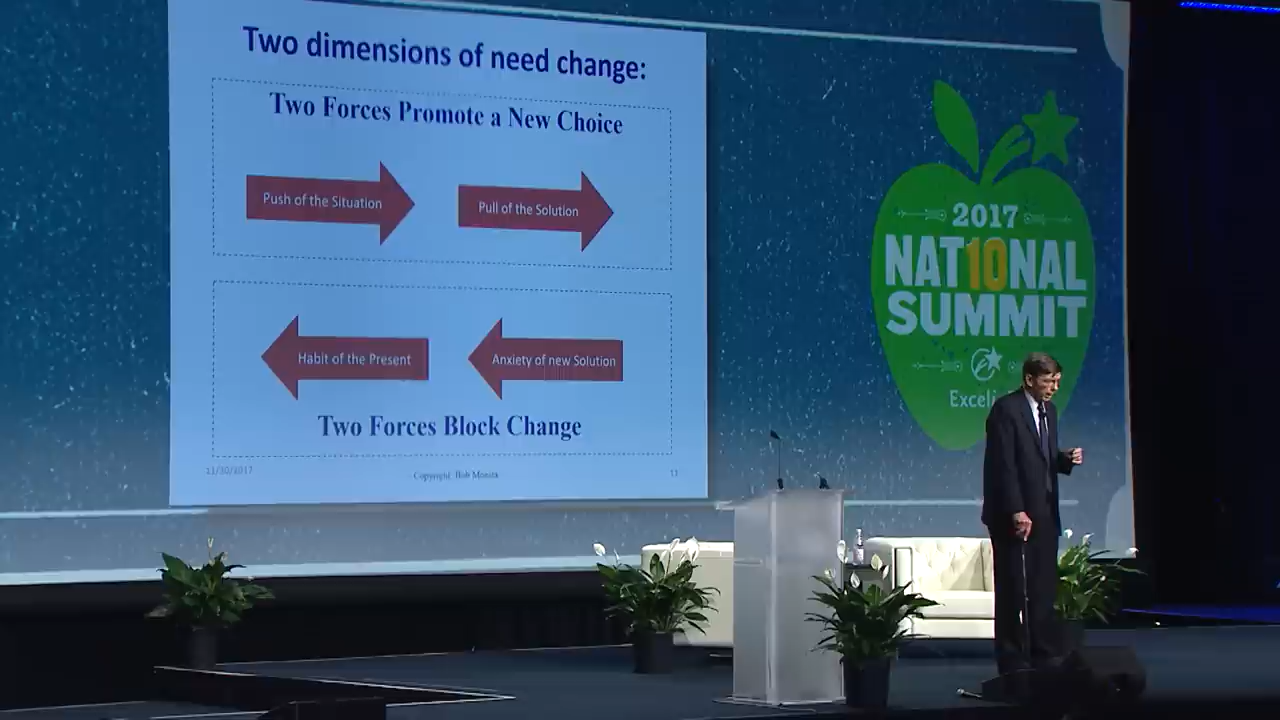 Two dimensions of need change:
Two Forces Promote a New Choice
Push of the Situation
Pull of the Solution
Habit of the Present
Anxiety of new Solution
Two Forces Block Change
11/30/2017
Copyright, Bob Moesta
11
2017
NAT10NAL
SUMMIT